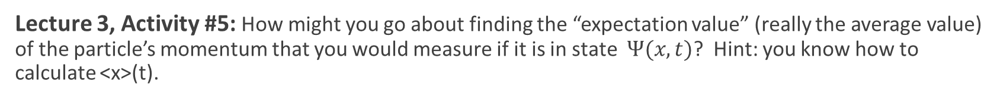 Lecture 3, Activity #5: How might you go about finding the “expectation value” (really the average value)
of the particle’s momentum that you would measure if it is in state Ψ(x, t)? Hint: you know how to
calculate <x>(t).